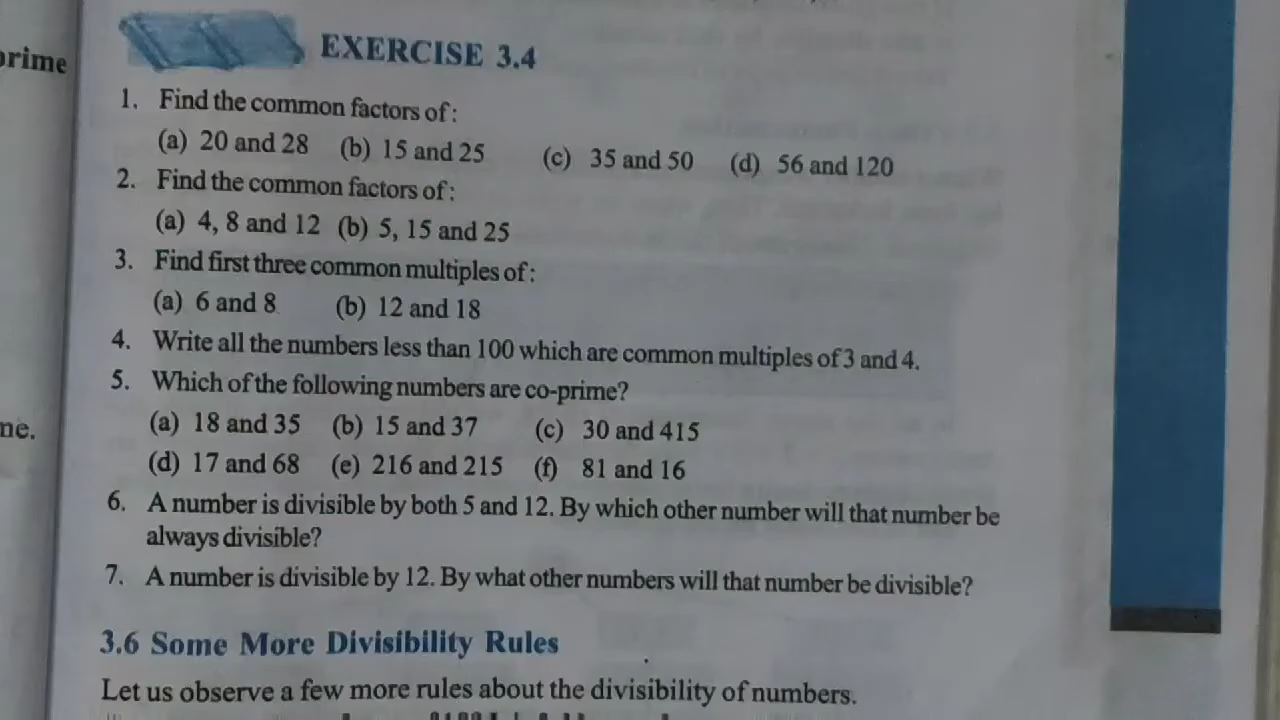 prime
ne.
EXERCISE 3.4
1. Find the common factors of :
(a) 20 and 28 (b) 15 and 25 (c) 35 and 50 (d) 56 and 120
2. Find the common factors of :
(a) 4, 8 and 12 (b) 5, 15 and 25
3. Find first three common multiples of :
(a) 6 and 8 (b) 12 and 18
4. Write all the numbers less than 100 which are common multiples of 3 and 4.
5. Which of the following numbers are co-prime?
(a) 18 and 35 (b) 15 and 37 (c) 30 and 415
(d) 17 and 68 (e) 216 and 215 (f) 81 and 16
6. A number is divisible by both 5 and 12. By which other number will that number be
always divisible?
7. A number is divisible by 12. By what other numbers will that number be divisible?
3.6 Some More Divisibility Rules
Let us observe a few more rules about the divisibility of numbers.